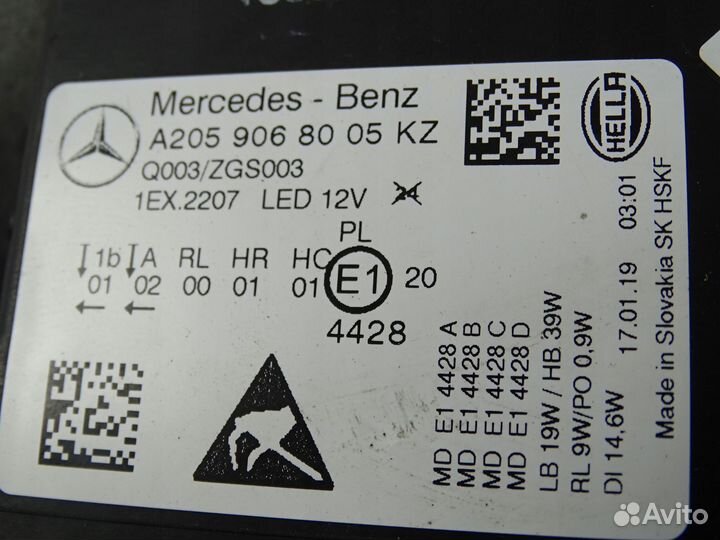 Mercedes - Benz
A205 906 8005 KZ
Q003/ZGS003
1EX.2207 LED 12V 24
PL
1b A RL HR HC
01 02 00 01 01 E1 20
4428
HELLA
MD E1 4428 A
MD E1 4428 B
MD E1 4428 C
MD E1 4428 D
LB 19W / HB 39W
RL 9W/PO 0,9W
DI 14,6W 17.01.19 03:01
Made in Slovakia SK HSKF
Avito